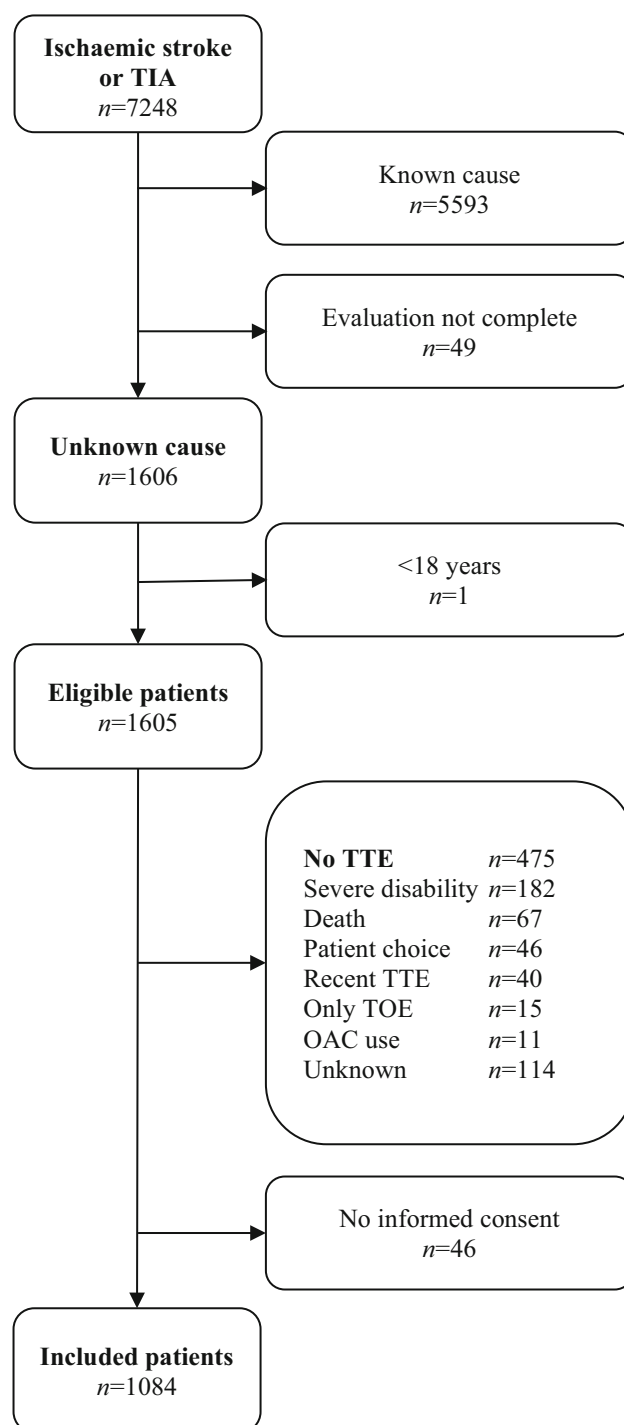 Ischaemic stroke
or TIA
n=7248
Known cause
n=5593
Evaluation not complete
n=49
Unknown cause
n=1606
<18 years
n=1
Eligible patients
n=1605
No TTE n=475
Severe disability n=182
Death n=67
Patient choice n=46
Recent TTE n=40
Only TOE n=15
OAC use n=11
Unknown n=114
No informed consent
n=46
Included patients
n=1084